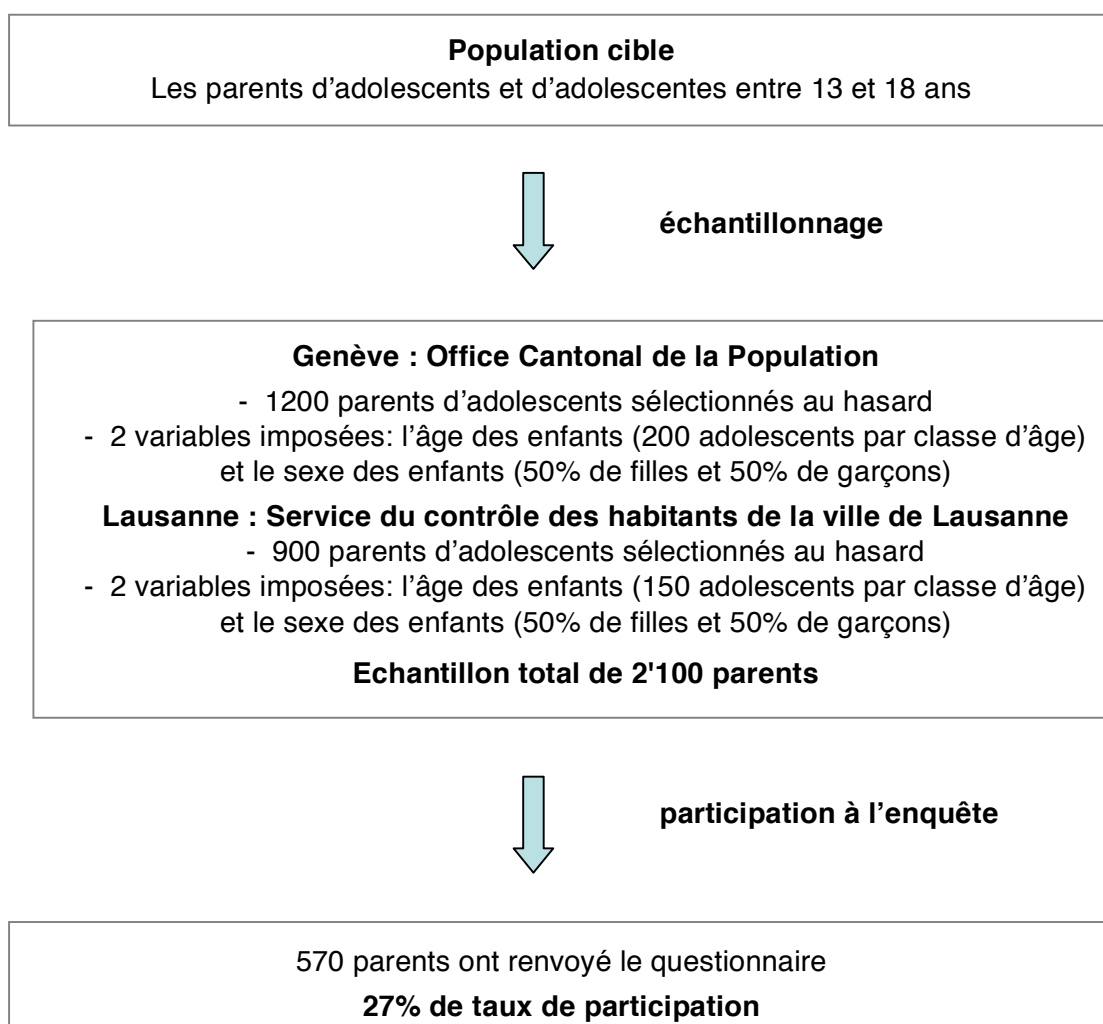 Population cible
Les parents d’adolescents et d’adolescentes entre 13 et 18 ans
échantillonnage
Genève : Office Cantonal de la Population
- 1200 parents d’adolescents sélectionnés au hasard
- 2 variables imposées: l’âge des enfants (200 adolescents par classe d’âge)
et le sexe des enfants (50% de filles et 50% de garçons)
Lausanne : Service du contrôle des habitants de la ville de Lausanne
- 900 parents d’adolescents sélectionnés au hasard
- 2 variables imposées: l’âge des enfants (150 adolescents par classe d’âge)
et le sexe des enfants (50% de filles et 50% de garçons)
Echantillon total de 2'100 parents
participation à l’enquête
570 parents ont renvoyé le questionnaire
27% de taux de participation